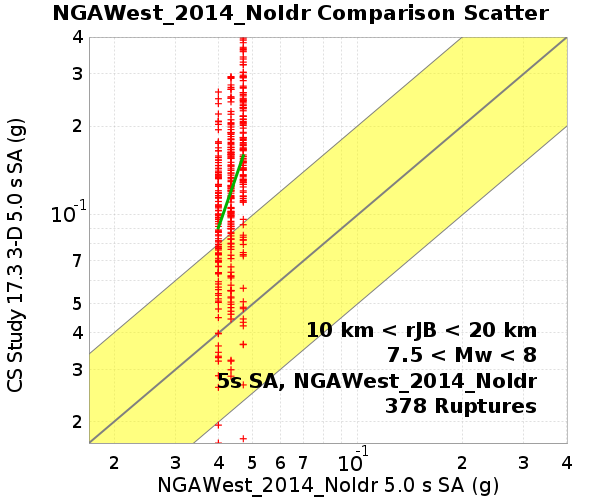 NGAWest_2014_NoIdr Comparison Scatter
CS Study 17.3 3-D 5.0 s SA (g)
4
3
2
10-1
7
5
4
3
2
10 km < rJB < 20 km
7.5 < Mw < 8
5s SA, NGAWest_2014_NoIdr
378 Ruptures
2 3 4 5 6 7 10-1 2 3 4
NGAWest_2014_NoIdr 5.0 s SA (g)